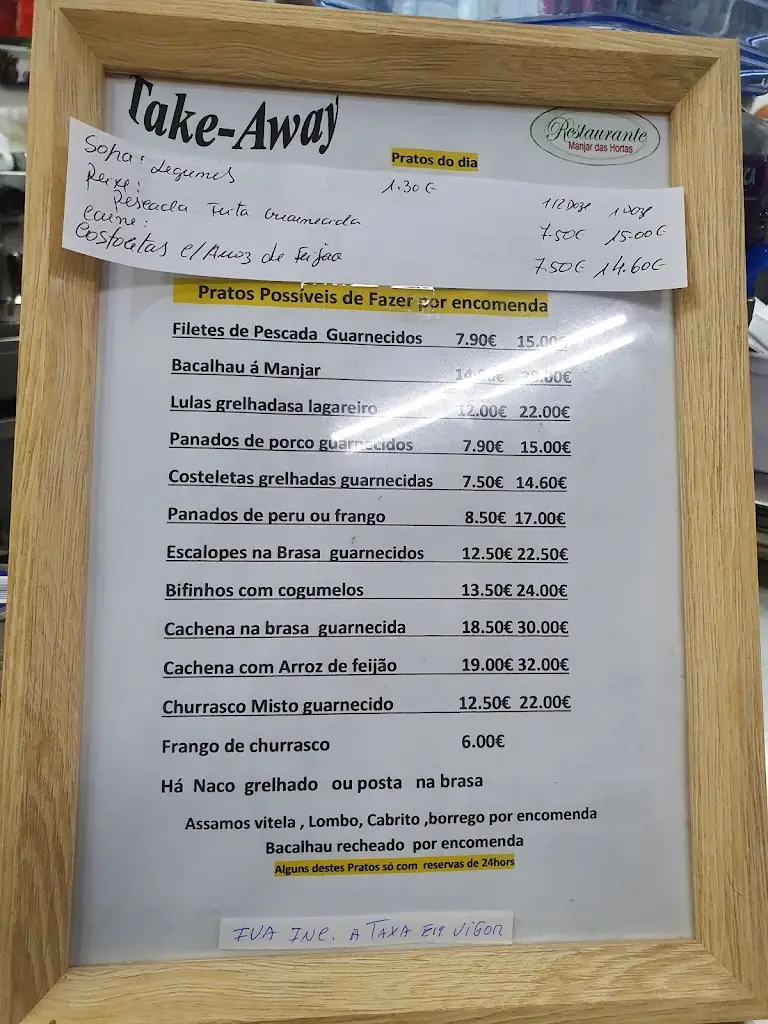 Take-Away
Restaurante
Manjar das Hortas
Pratos do dia
Sopa: Legumes 1.30€
Peixe: 1/2 Dose 1 Dose
Pescada Frita Guarnecida 7.50€ 15.00€
Carne:
Costoletas c/Arroz de Feijao 7.50€ 14.60€
Pratos Possíveis de Fazer por encomenda
Filetes de Pescada Guarnecidos 7.90€ 15.00€
Bacalhau á Manjar
Lulas grelhadasa lagareiro 12.00€ 22.00€
Panados de porco guarnecidos 7.90€ 15.00€
Costeletas grelhadas guarnecidas 7.50€ 14.60€
Panados de peru ou frango 8.50€ 17.00€
Escalopes na Brasa guarnecidos 12.50€ 22.50€
Bifinhos com cogumelos 13.50€ 24.00€
Cachena na brasa guarnecida 18.50€ 30.00€
Cachena com Arroz de feijão 19.00€ 32.00€
Churrasco Misto guarnecido 12.50€ 22.00€
Frango de churrasco 6.00€
Há Naco grelhado ou posta na brasa
Assamos vitela , Lombo, Cabrito ,borrego por encomenda
Bacalhau recheado por encomenda
Alguns destes Pratos só com reservas de 24hors
IVA INC. A TAXA EM VIGOR